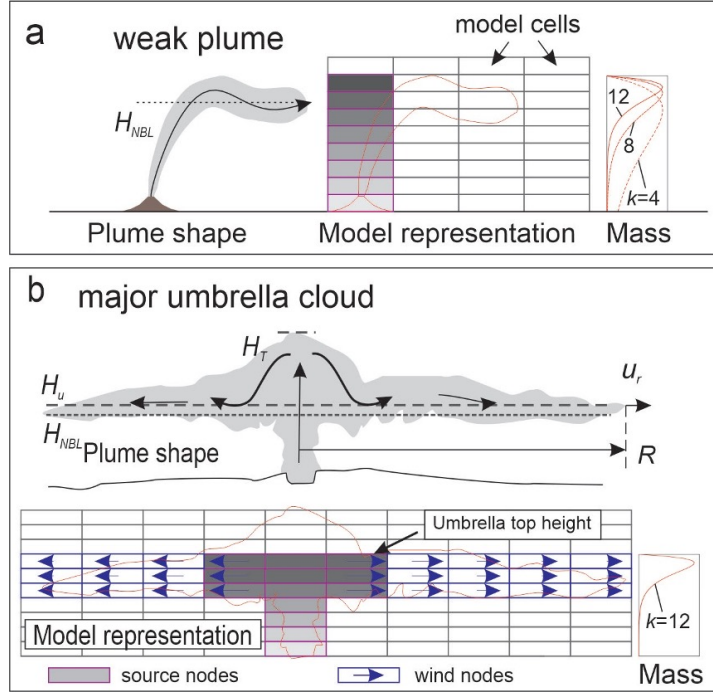 a
weak plume
model cells
H_NBL
12
8
k=4
Plume shape
Model representation
Mass
b
major umbrella cloud
H_T
H_u
u_r
H_NBL
Plume shape
R
Umbrella top height
k=12
Model representation
source nodes
wind nodes
Mass